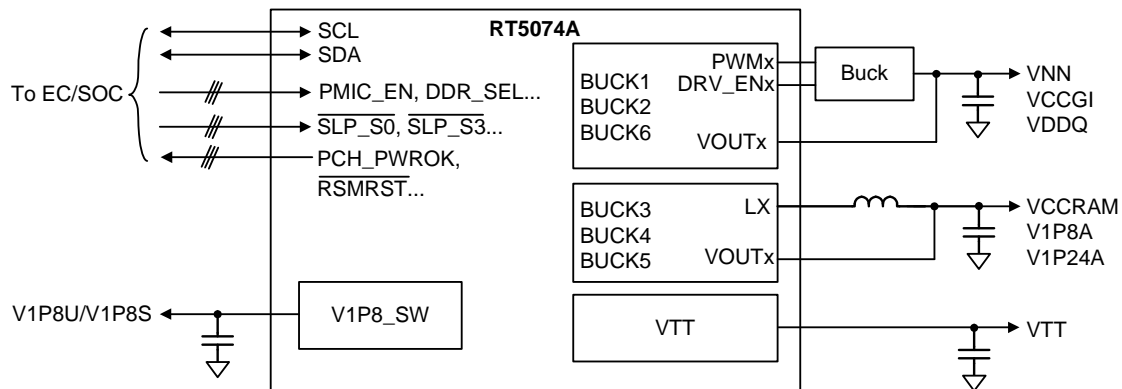 RT5074A
SCL
SDA
To EC/SOC
PMIC_EN, DDR_SEL...
SLP_S0, SLP_S3...
PCH_PWROK,
RSMRST...
BUCK1
BUCK2
BUCK6
PWMx
DRV_ENx
VOUTx
Buck
VNN
VCCGI
VDDQ
BUCK3
BUCK4
BUCK5
LX
VOUTx
VCCRAM
V1P8A
V1P24A
V1P8U/V1P8S
V1P8_SW
VTT
VTT